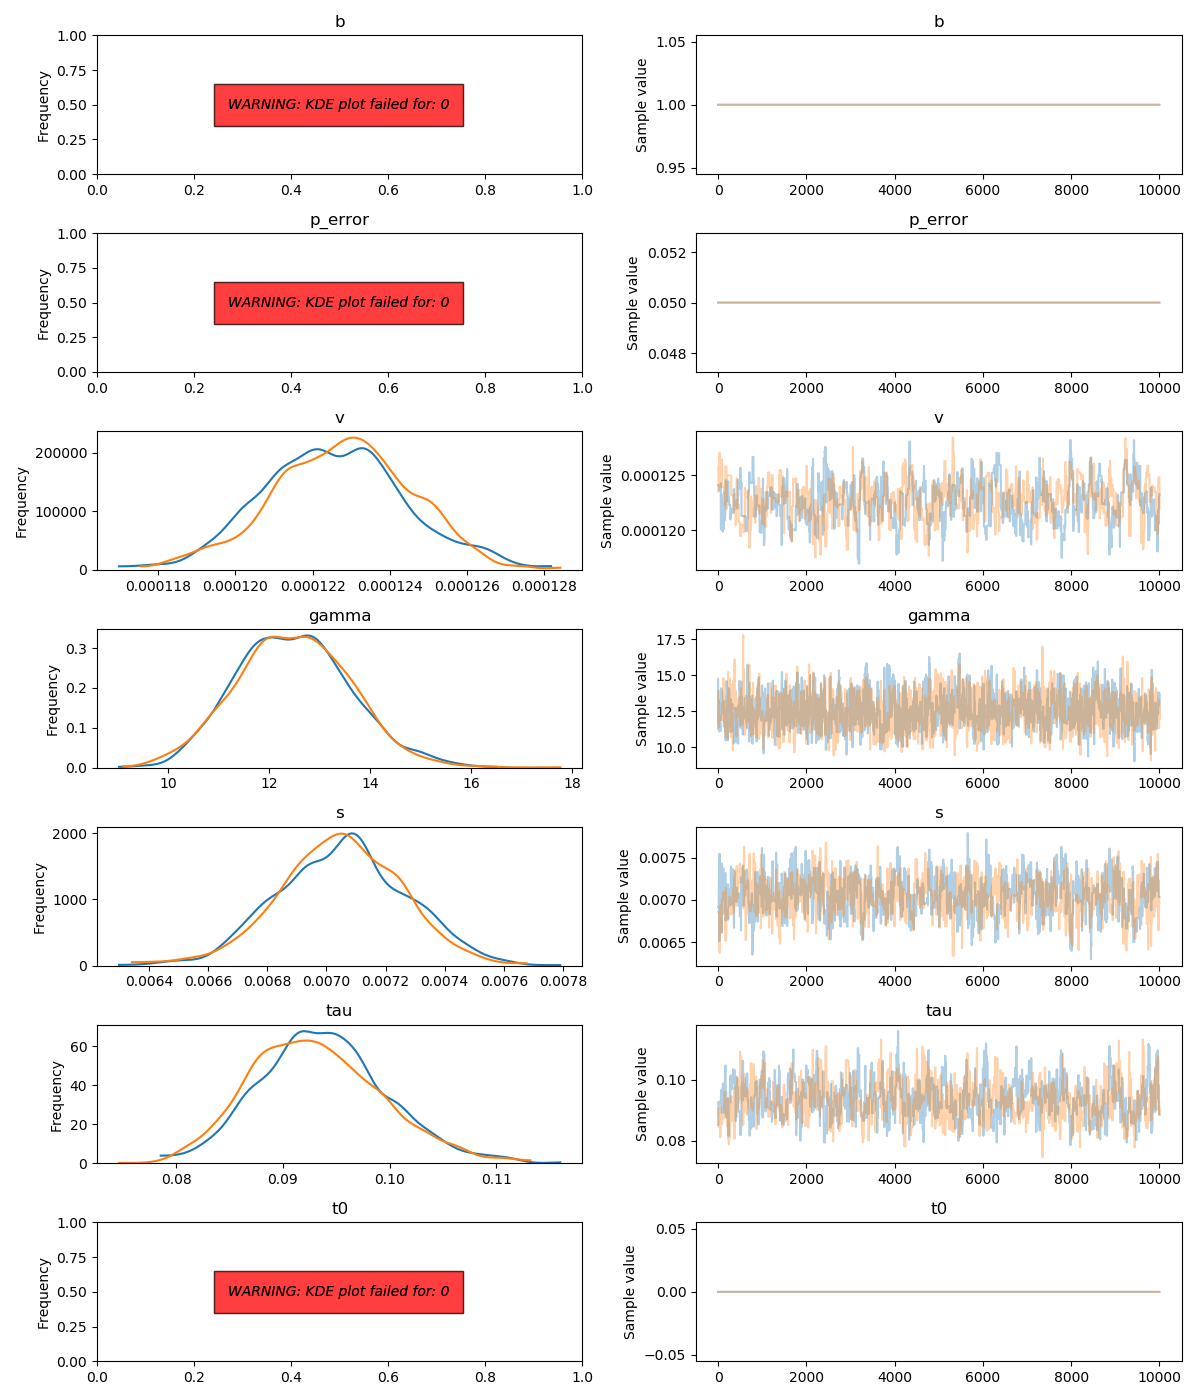 b
1.00
0.75
0.50
0.25
0.00
Frequency
WARNING: KDE plot failed for: 0
0.0 0.2 0.4 0.6 0.8 1.0
b
1.05
1.00
0.95
Sample value
0 2000 4000 6000 8000 10000
p_error
1.00
0.75
0.50
0.25
0.00
Frequency
WARNING: KDE plot failed for: 0
0.0 0.2 0.4 0.6 0.8 1.0
p_error
0.052
0.050
0.048
Sample value
0 2000 4000 6000 8000 10000
v
200000
100000
0
Frequency
0.000118 0.000120 0.000122 0.000124 0.000126 0.000128
v
0.000125
0.000120
Sample value
0 2000 4000 6000 8000 10000
gamma
0.3
0.2
0.1
0.0
Frequency
10 12 14 16 18
gamma
17.5
15.0
12.5
10.0
Sample value
0 2000 4000 6000 8000 10000
s
2000
1000
0
Frequency
0.0064 0.0066 0.0068 0.0070 0.0072 0.0074 0.0076 0.0078
s
0.0075
0.0070
0.0065
Sample value
0 2000 4000 6000 8000 10000
tau
60
40
20
0
Frequency
0.08 0.09 0.10 0.11
tau
0.10
0.08
Sample value
0 2000 4000 6000 8000 10000
t0
1.00
0.75
0.50
0.25
0.00
Frequency
WARNING: KDE plot failed for: 0
0.0 0.2 0.4 0.6 0.8 1.0
t0
0.05
0.00
−0.05
Sample value
0 2000 4000 6000 8000 10000